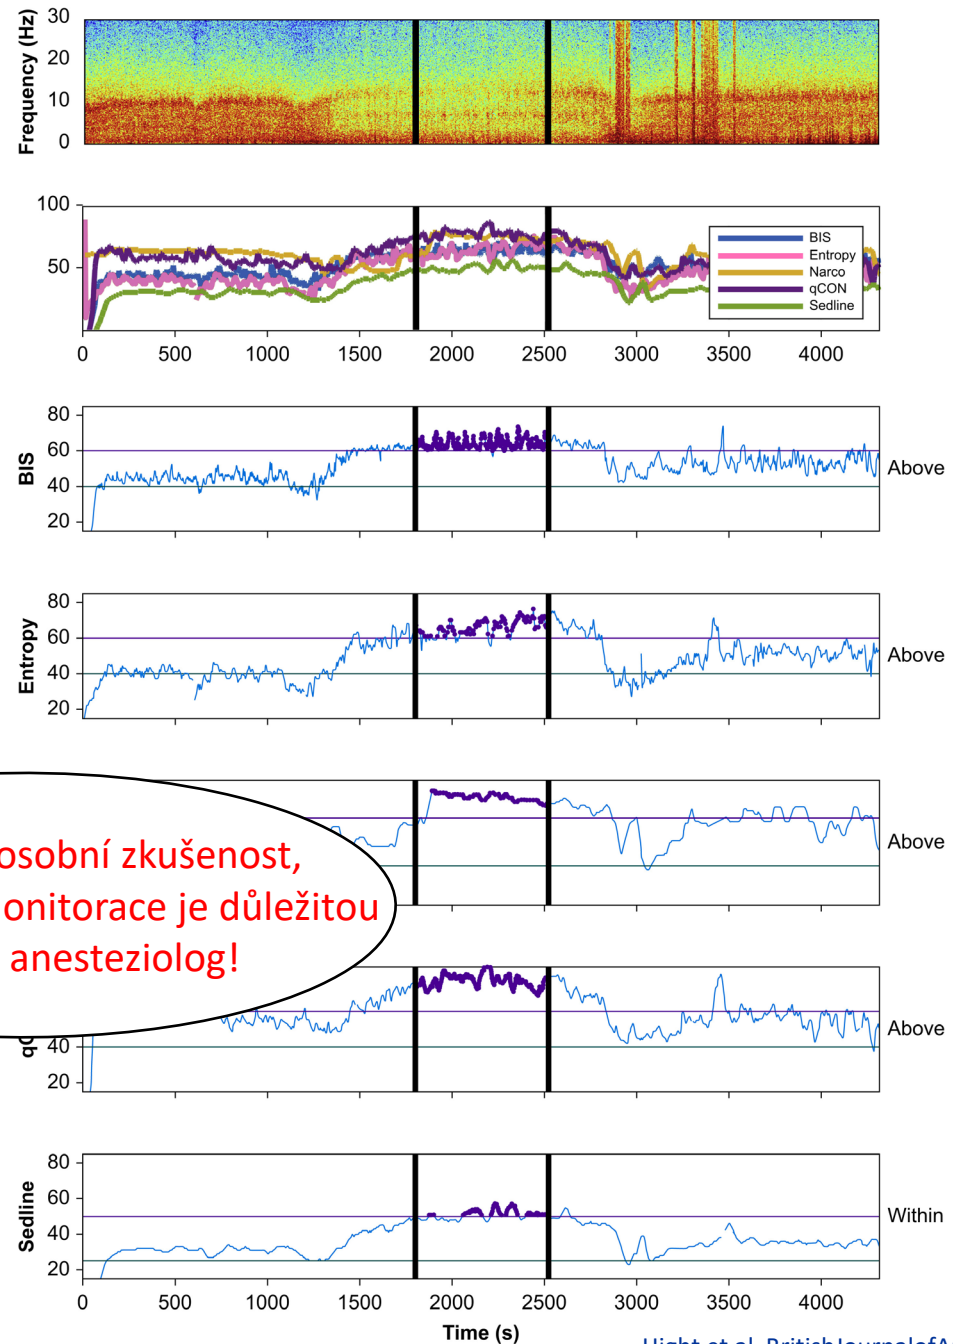 30
20
10
0
Frequency (Hz)
100
50
BIS
Entropy
Narco
qCON
Sedline
0 500 1000 1500 2000 2500 3000 3500 4000
80
60
40
20
BIS
Above
80
60
40
20
Entropy
Above
Above
osobní zkušenost,
onitorace je důležitou
anesteziolog!
40
20
Above
80
60
40
20
Sedline
Within
0 500 1000 1500 2000 2500 3000 3500 4000
Time (s)